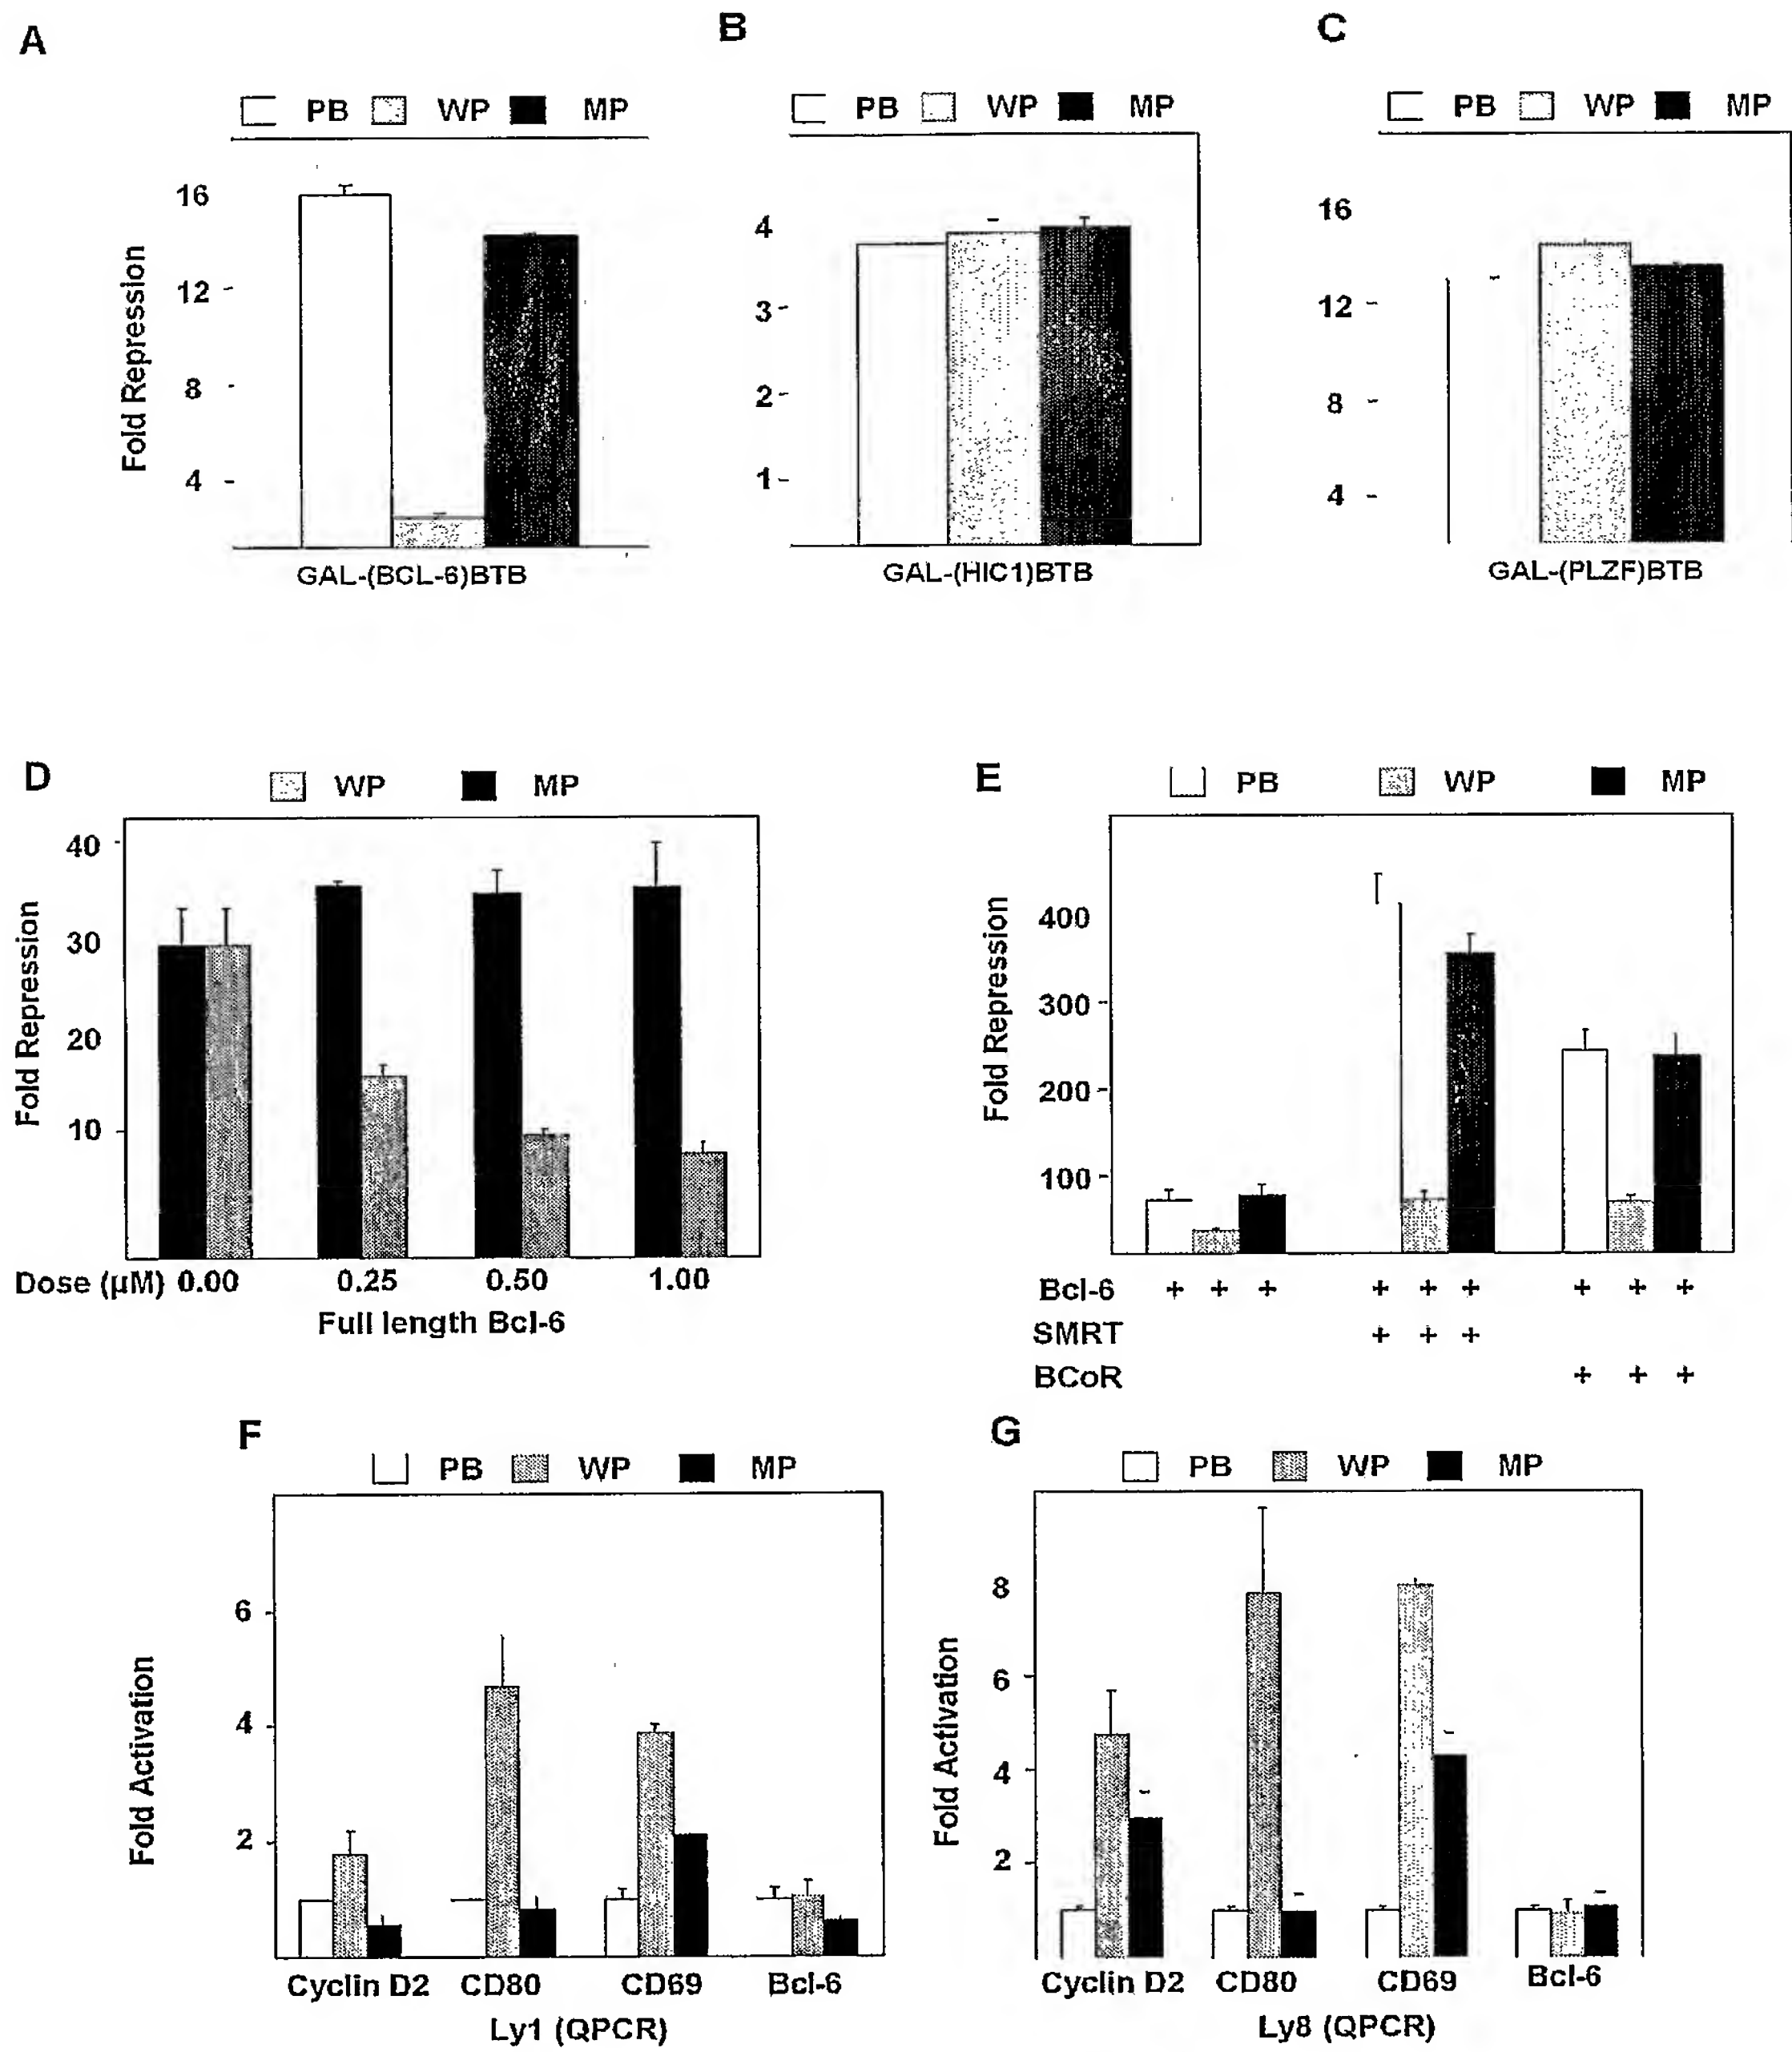 A
PB WP MP
Fold Repression
16
12
8
4
GAL-(BCL-6)BTB
B
PB WP MP
4
3
2
1
GAL-(HIC1)BTB
C
PB WP MP
16
12
8
4
GAL-(PLZF)BTB
D
WP MP
Fold Repression
40
30
20
10
Dose (µM) 0.00 0.25 0.50 1.00
Full length Bcl-6
E
PB WP MP
Fold Repression
400
300
200
100
Bcl-6 + + + + + + + + +
SMRT + + +
BCoR + + +
F
PB WP MP
Fold Activation
6
4
2
Cyclin D2 CD80 CD69 Bcl-6
Ly1 (QPCR)
G
PB WP MP
Fold Activation
8
6
4
2
Cyclin D2 CD80 CD69 Bcl-6
Ly8 (QPCR)